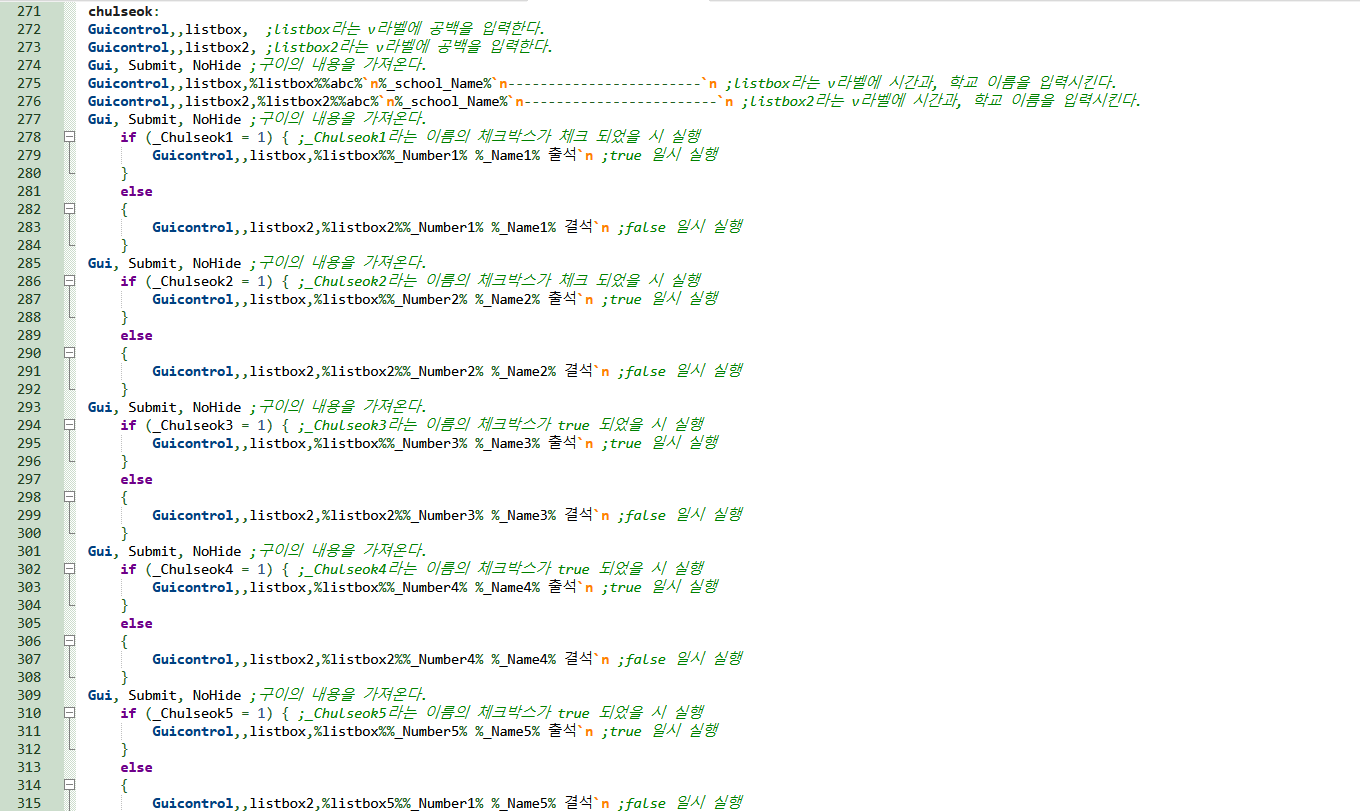 271 chulseok:
272 Guicontrol,,listbox,  ;listbox라는 v라벨에 공백을 입력한다.
273 Guicontrol,,listbox2, ;listbox2라는 v라벨에 공백을 입력한다.
274 Gui, Submit, NoHide ;구이의 내용을 가져온다.
275 Guicontrol,,listbox,%listbox%%abc%`n%_school_Name%`n------------------------`n ;listbox라는 v라벨에 시간과, 학교 이름을 입력시킨다.
276 Guicontrol,,listbox2,%listbox2%%abc%`n%_school_Name%`n------------------------`n ;listbox2라는 v라벨에 시간과, 학교 이름을 입력시킨다.
277 Gui, Submit, NoHide ;구이의 내용을 가져온다.
278 if (_Chulseok1 = 1) { ;_Chulseok1라는 이름의 체크박스가 체크 되었을 시 실행
279 Guicontrol,,listbox,%listbox%%_Number1% %_Name1% 출석`n ;true 일시 실행
280 }
281 else
282 {
283 Guicontrol,,listbox2,%listbox2%%_Number1% %_Name1% 결석`n ;false 일시 실행
284 }
285 Gui, Submit, NoHide ;구이의 내용을 가져온다.
286 if (_Chulseok2 = 1) { ;_Chulseok2라는 이름의 체크박스가 체크 되었을 시 실행
287 Guicontrol,,listbox,%listbox%%_Number2% %_Name2% 출석`n ;true 일시 실행
288 }
289 else
290 {
291 Guicontrol,,listbox2,%listbox2%%_Number2% %_Name2% 결석`n ;false 일시 실행
292 }
293 Gui, Submit, NoHide ;구이의 내용을 가져온다.
294 if (_Chulseok3 = 1) { ;_Chulseok3라는 이름의 체크박스가 true 되었을 시 실행
295 Guicontrol,,listbox,%listbox%%_Number3% %_Name3% 출석`n ;true 일시 실행
296 }
297 else
298 {
299 Guicontrol,,listbox2,%listbox2%%_Number3% %_Name3% 결석`n ;false 일시 실행
300 }
301 Gui, Submit, NoHide ;구이의 내용을 가져온다.
302 if (_Chulseok4 = 1) { ;_Chulseok4라는 이름의 체크박스가 true 되었을 시 실행
303 Guicontrol,,listbox,%listbox%%_Number4% %_Name4% 출석`n ;true 일시 실행
304 }
305 else
306 {
307 Guicontrol,,listbox2,%listbox2%%_Number4% %_Name4% 결석`n ;false 일시 실행
308 }
309 Gui, Submit, NoHide ;구이의 내용을 가져온다.
310 if (_Chulseok5 = 1) { ;_Chulseok5라는 이름의 체크박스가 true 되었을 시 실행
311 Guicontrol,,listbox,%listbox%%_Number5% %_Name5% 출석`n ;true 일시 실행
312 }
313 else
314 {
315 Guicontrol,,listbox2,%listbox5%%_Number1% %_Name5% 결석`n ;false 일시 실행